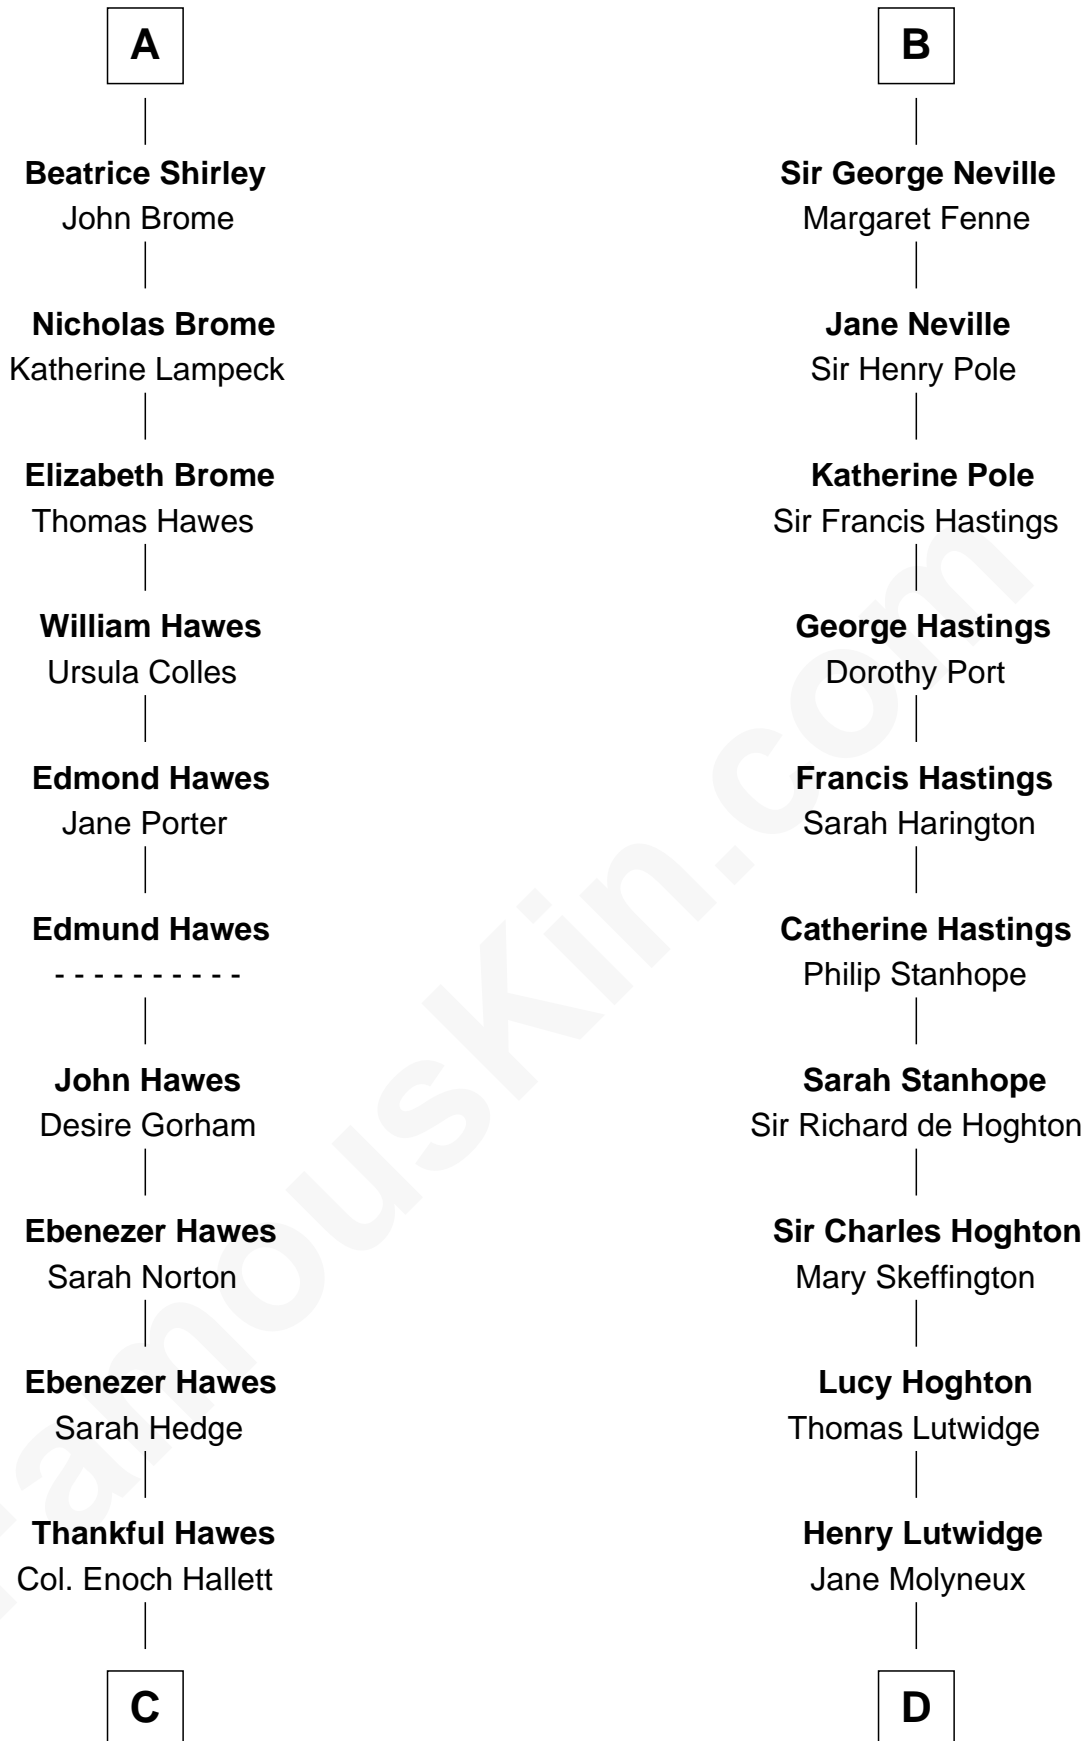 A
Beatrice Shirley
John Brome
Nicholas Brome
Katherine Lampeck
Elizabeth Brome
Thomas Hawes
William Hawes
Ursula Colles
Edmond Hawes
Jane Porter
Edmund Hawes
- - - - - - - - - -
John Hawes
Desire Gorham
Ebenezer Hawes
Sarah Norton
Ebenezer Hawes
Sarah Hedge
Thankful Hawes
Col. Enoch Hallett
C
B
Sir George Neville
Margaret Fenne
Jane Neville
Sir Henry Pole
Katherine Pole
Sir Francis Hastings
George Hastings
Dorothy Port
Francis Hastings
Sarah Harington
Catherine Hastings
Philip Stanhope
Sarah Stanhope
Sir Richard de Hoghton
Sir Charles Hoghton
Mary Skeffington
Lucy Hoghton
Thomas Lutwidge
Henry Lutwidge
Jane Molyneux
D
FamousKin.com